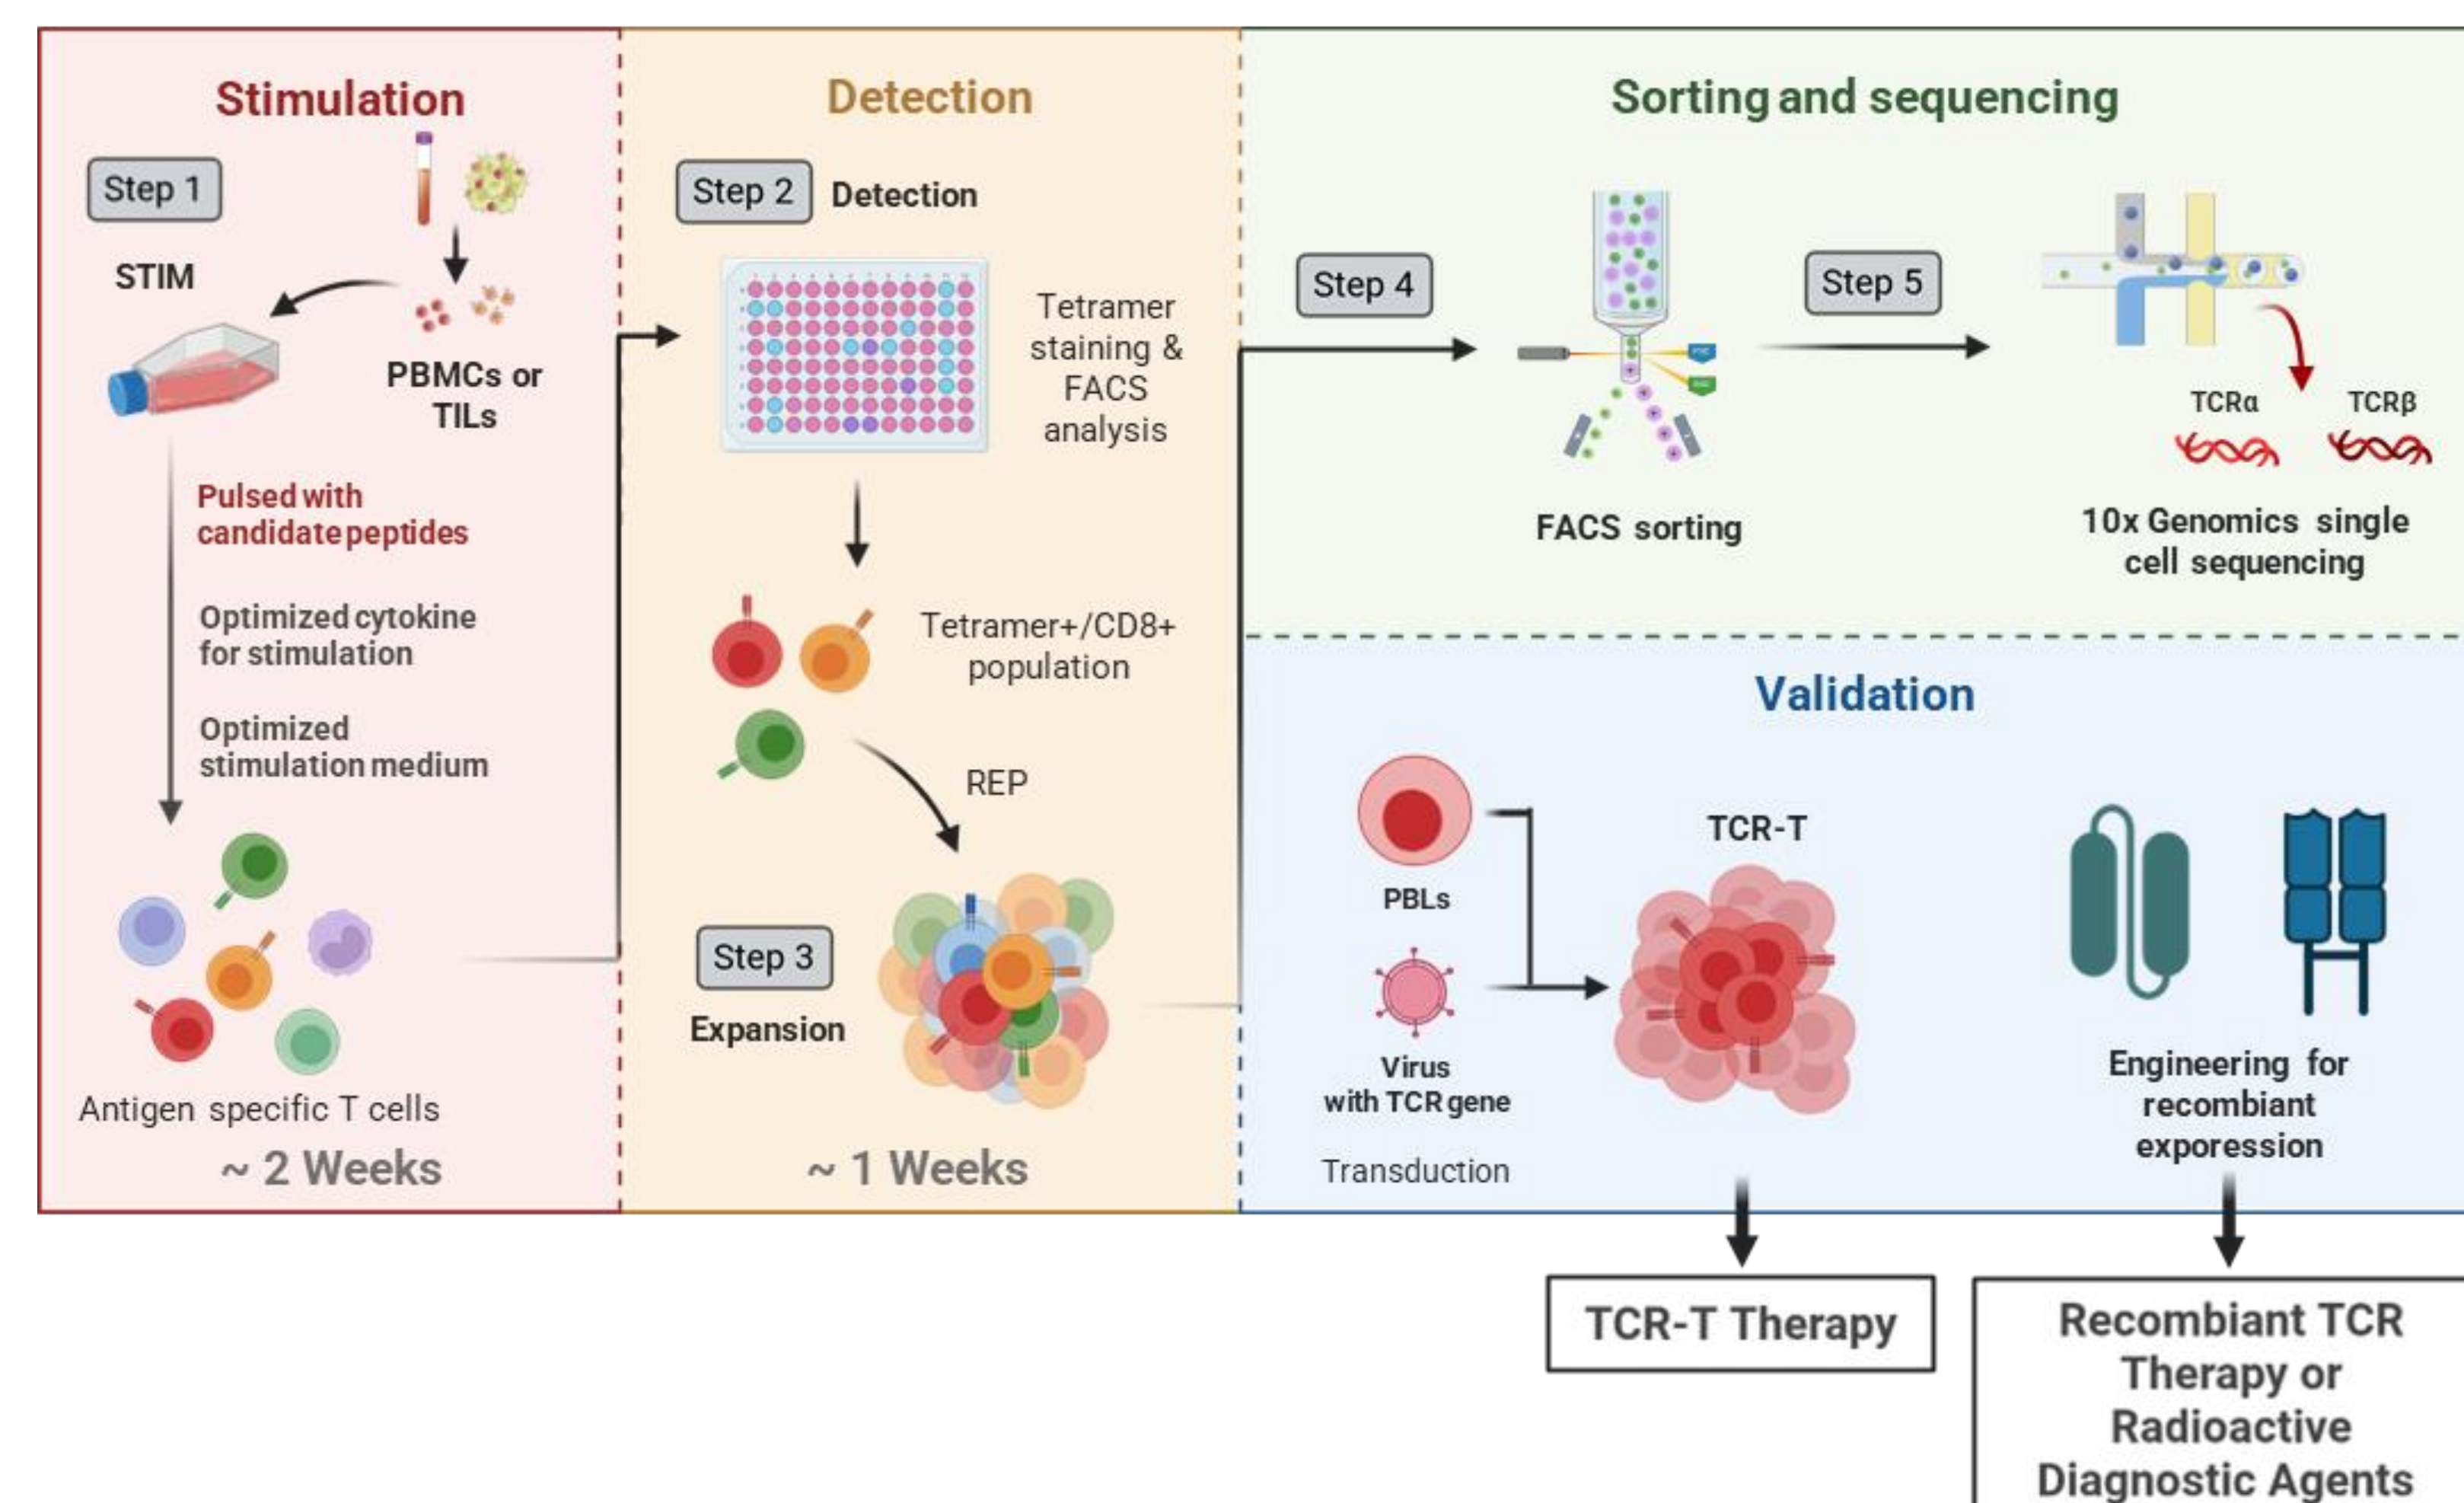 Stimulation
Step 1
STIM
PBMCs or
TILs
Pulsed with
candidate peptides
Optimized cytokine
for stimulation
Optimized
stimulation medium
Antigen specific T cells
~ 2 Weeks
Detection
Step 2
Detection
Tetramer
staining &
FACS
analysis
Tetramer+/CD8+
population
REP
Step 3
Expansion
~ 1 Weeks
Sorting and sequencing
Step 4
FACS sorting
Step 5
TCRα
TCRβ
10x Genomics single
cell sequencing
Validation
PBLs
Virus
with TCR gene
Transduction
TCR-T
Engineering for
recombiant
exporession
TCR-T Therapy
Recombiant TCR
Therapy or
Radioactive
Diagnostic Agents